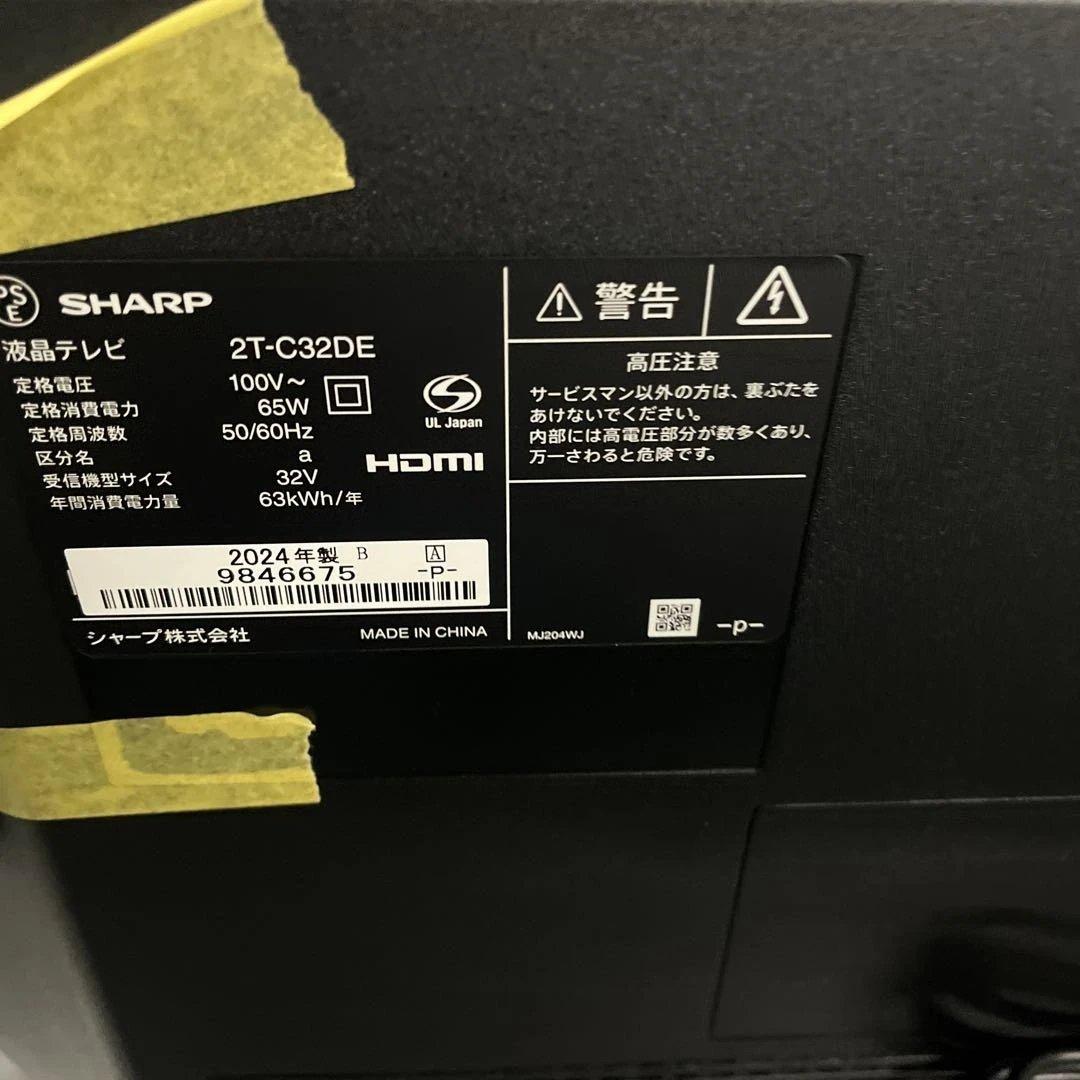 PSE SHARP
液晶テレビ 2T-C32DE
定格電圧 100V～
定格消費電力 65W
定格周波数 50/60Hz
区分名 a
受信機型サイズ 32V
年間消費電力量 63kWh/年
UL Japan
HDMI
2024年製 B A
9846675 -P-
シャープ株式会社 MADE IN CHINA
警告
高圧注意
サービスマン以外の方は、裏ぶたを
あけないでください。
内部には高電圧部分が数多くあり、
万一さわると危険です。
MJ204WJ -p-